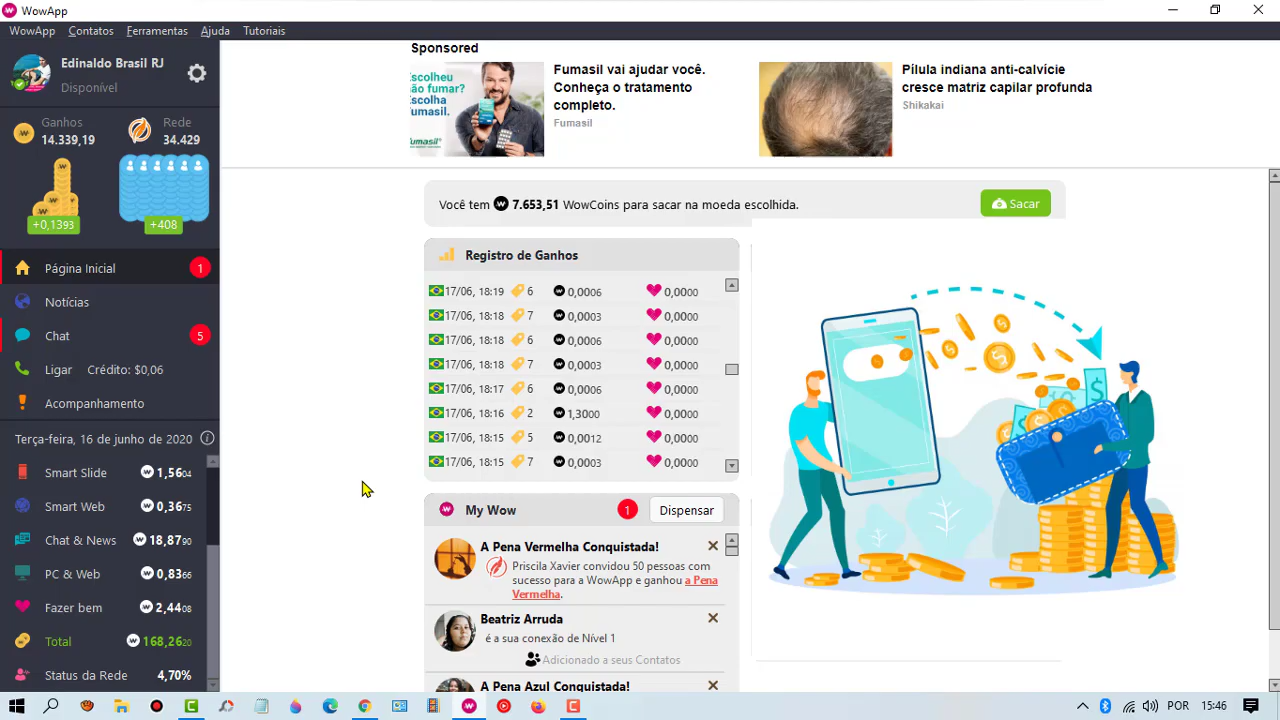 WowApp
WowApp Contatos Ferramentas Ajuda Tutoriais
Edinaldo Brasil RJ
Disponível
Ganhos
14.339,19
Rede
34.429
+0,1393
+408
Página Inicial 1
Notícias
Chat 5
Ligar Crédito: $0,06
Acompanhamento
Terça-feira, 16 de junho de 2020
Smart Slide 1,5604
Smart Web 0,3675
Chat & News 18,8790
PC & Web 0,8366
Fazer bem 2,4408
Total 168,2620
Status da Rede 4,70%
Sponsored
Escolheu
não fumar?
Escolha
Fumasil.
Fumasil vai ajudar você.
Conheça o tratamento
completo.
Fumasil
Pílula indiana anti-calvície
cresce matriz capilar profunda
Shikakai
Você tem 7.653,51 WowCoins para sacar na moeda escolhida.
Sacar
Registro de Ganhos
17/06, 18:19 6 0,0006 0,0000
17/06, 18:18 7 0,0003 0,0000
17/06, 18:18 6 0,0006 0,0000
17/06, 18:18 7 0,0003 0,0000
17/06, 18:17 6 0,0006 0,0000
17/06, 18:16 2 1,3000 0,0000
17/06, 18:15 5 0,0012 0,0000
17/06, 18:15 7 0,0003 0,0000
My Wow 1 Dispensar
A Pena Vermelha Conquistada!
Priscila Xavier convidou 50 pessoas com
sucesso para a WowApp e ganhou a Pena
Vermelha.
Beatriz Arruda
é a sua conexão de Nível 1
Adicionado a seus Contatos
A Pena Azul Conquistada!
POR 15:46